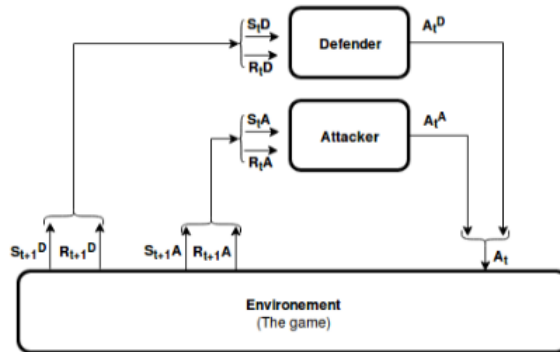 StD
Defender
AtD
RtD
StA
Attacker
AtA
RtA
St+1D Rt+1D St+1A Rt+1A
At
Environement
(The game)